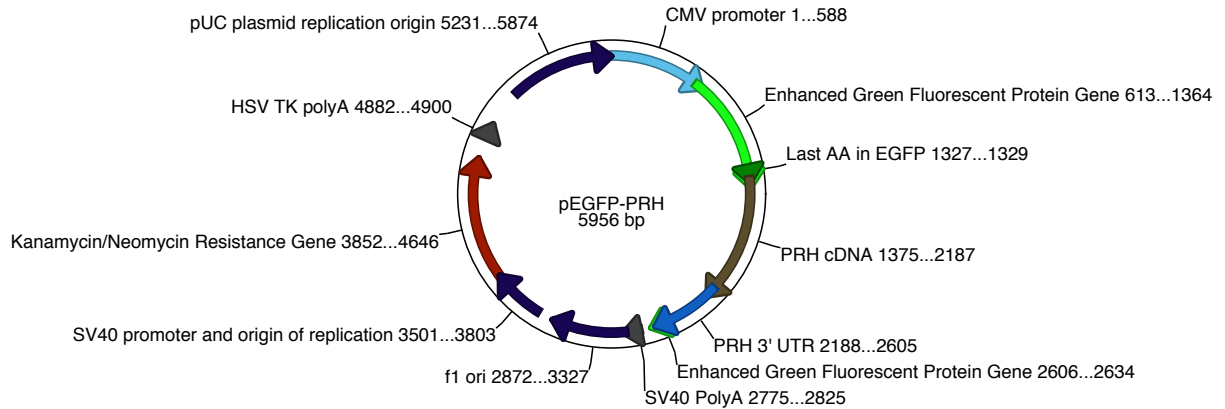 pUC plasmid replication origin 5231...5874
CMV promoter 1...588
HSV TK polyA 4882...4900
Enhanced Green Fluorescent Protein Gene 613...1364
Last AA in EGFP 1327...1329
pEGFP-PRH
5956 bp
Kanamycin/Neomycin Resistance Gene 3852...4646
PRH cDNA 1375...2187
SV40 promoter and origin of replication 3501...3803
PRH 3' UTR 2188...2605
f1 ori 2872...3327
Enhanced Green Fluorescent Protein Gene 2606...2634
SV40 PolyA 2775...2825